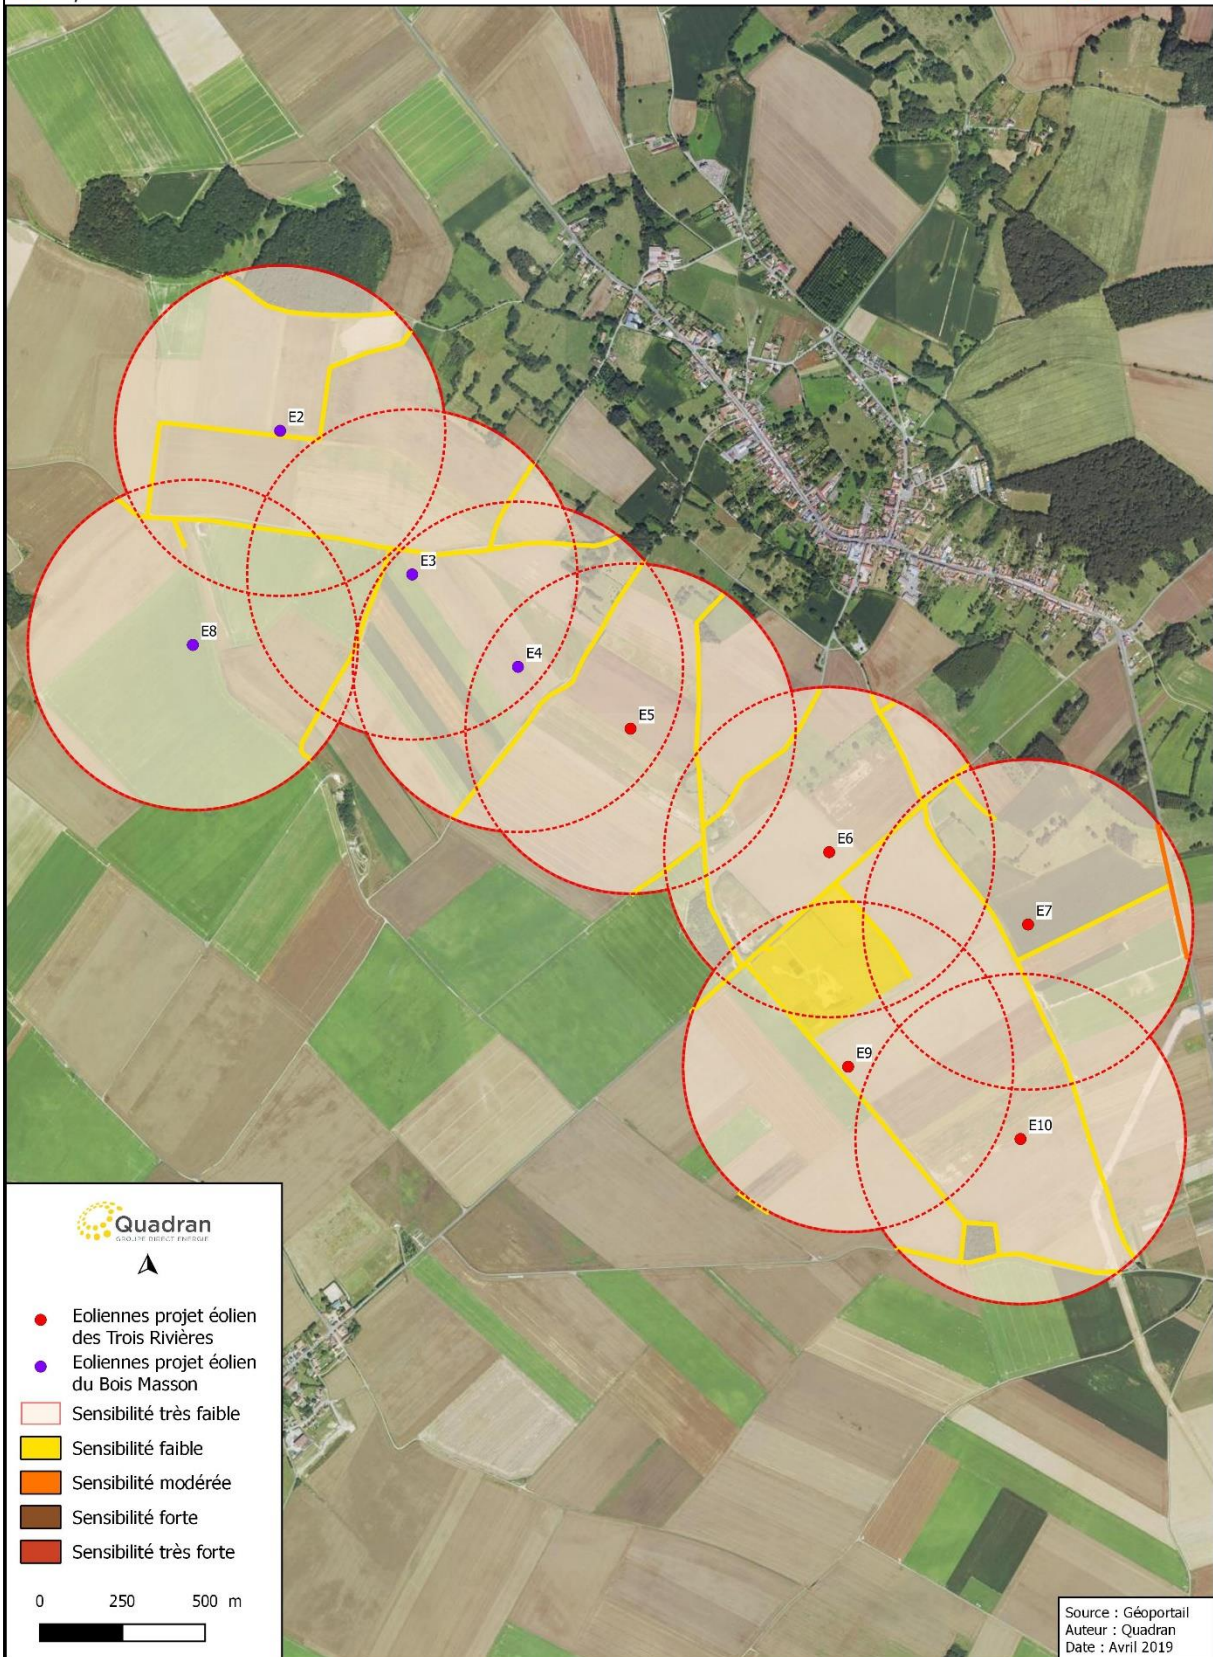 E2
E3
E8
E4
E5
E6
E7
E9
E10
Quadran
GROUPE DIRECT ENERGIE
Eoliennes projet éolien
des Trois Rivières
Eoliennes projet éolien
du Bois Masson
Sensibilité très faible
Sensibilité faible
Sensibilité modérée
Sensibilité forte
Sensibilité très forte
0 250 500 m
Source : Géoportail
Auteur : Quadran
Date : Avril 2019